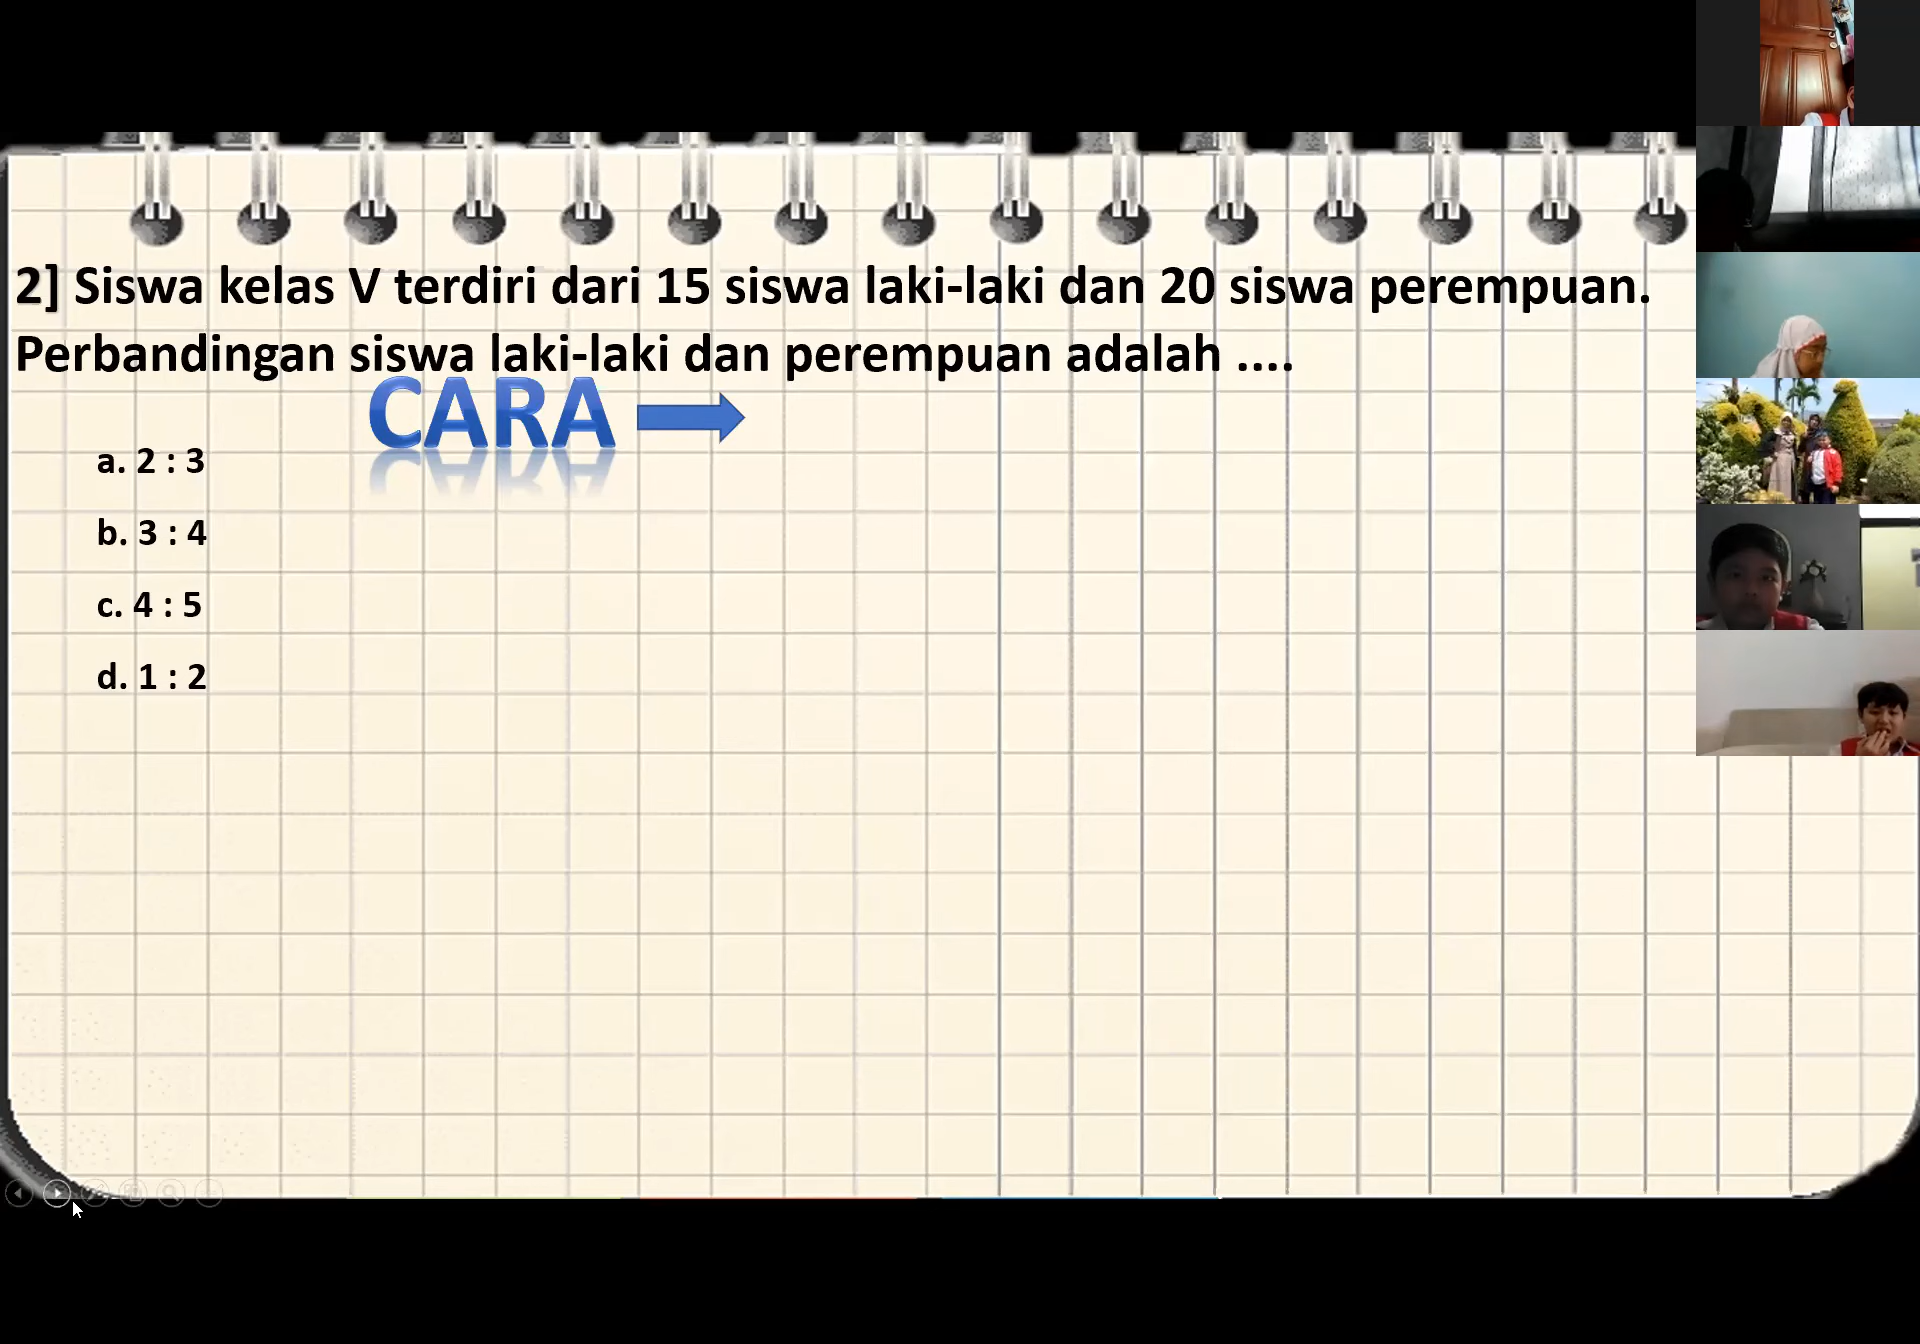 2] Siswa kelas V terdiri dari 15 siswa laki-laki dan 20 siswa perempuan.
Perbandingan siswa laki-laki dan perempuan adalah ....
CARA
a. 2 : 3
b. 3 : 4
c. 4 : 5
d. 1 : 2